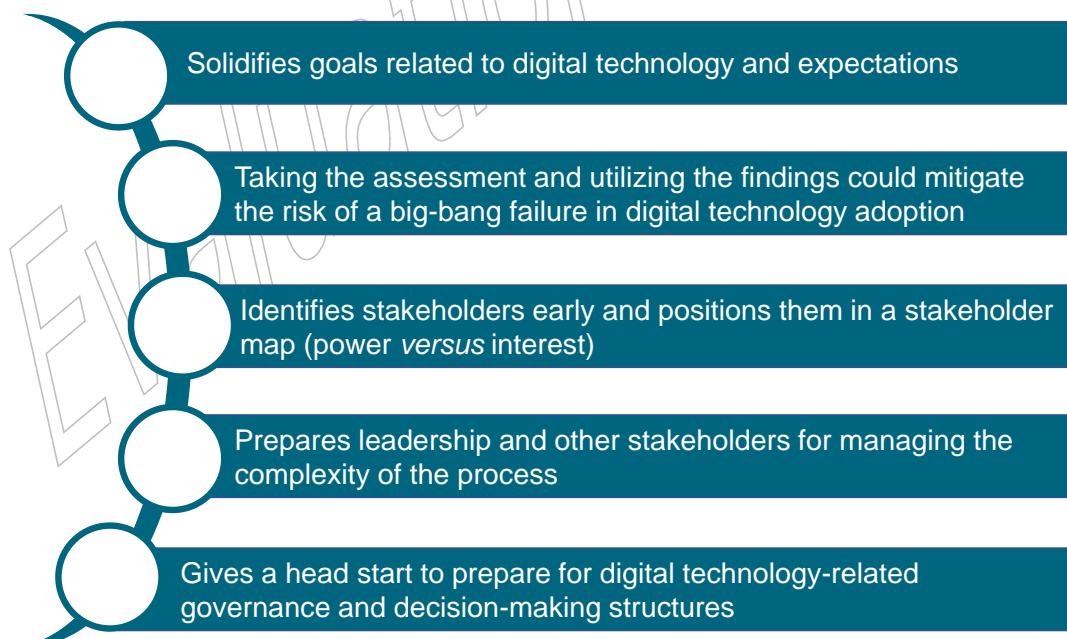 Solidifies goals related to digital technology and expectations
Taking the assessment and utilizing the findings could mitigate
the risk of a big-bang failure in digital technology adoption
Identifies stakeholders early and positions them in a stakeholder
map (power versus interest)
Prepares leadership and other stakeholders for managing the
complexity of the process
Gives a head start to prepare for digital technology-related
governance and decision-making structures